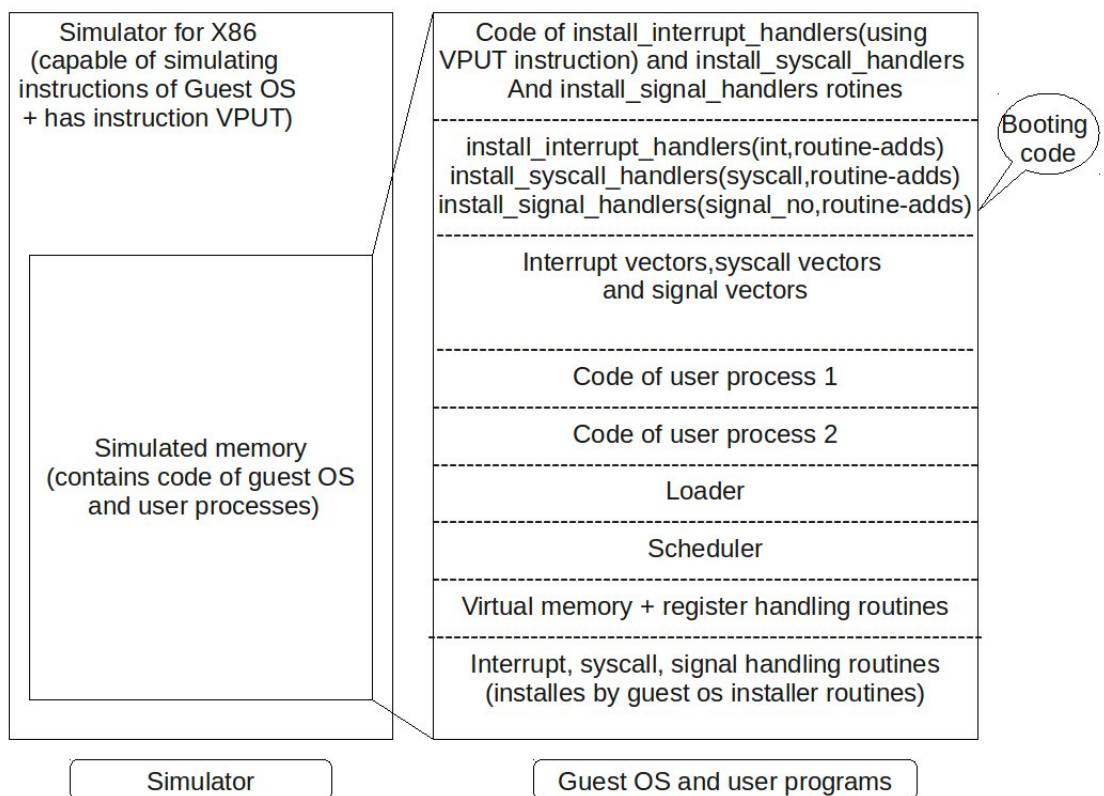 Simulator for X86
(capable of simulating
instructions of Guest OS
+ has instruction VPUT)
Simulated memory
(contains code of guest OS
and user processes)
Simulator
Code of install_interrupt_handlers(using
VPUT instruction) and install_syscall_handlers
And install_signal_handlers rotines
install_interrupt_handlers(int,routine-adds)
install_syscall_handlers(syscall,routine-adds)
install_signal_handlers(signal_no,routine-adds)
Booting
code
Interrupt vectors,syscall vectors
and signal vectors
Code of user process 1
Code of user process 2
Loader
Scheduler
Virtual memory + register handling routines
Interrupt, syscall, signal handling routines
(installes by guest os installer routines)
Guest OS and user programs